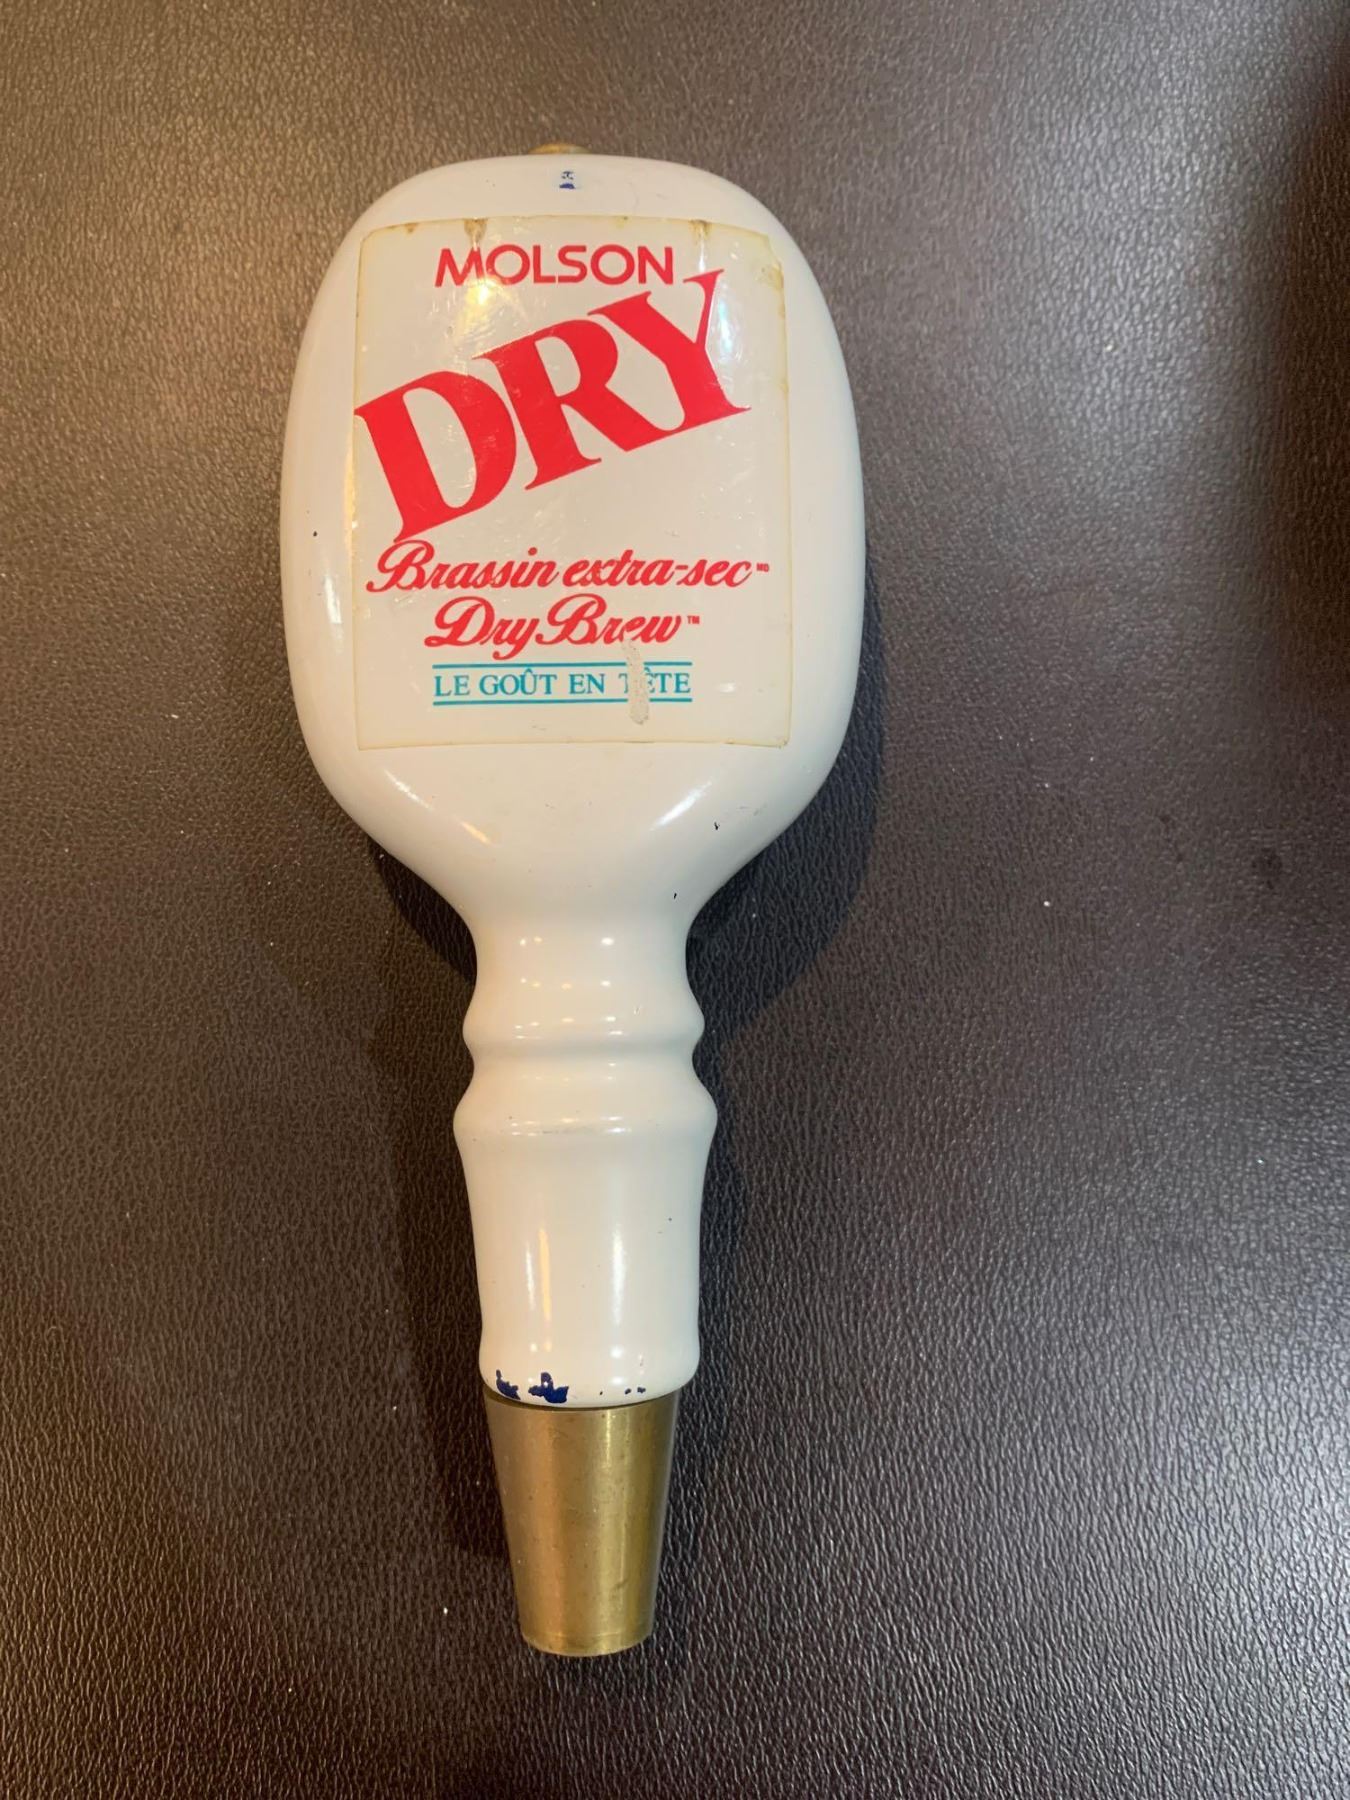 MOLSON
DRY
Brassin extra-sec MD
Dry Brew ™
LE GOÛT EN TÊTE